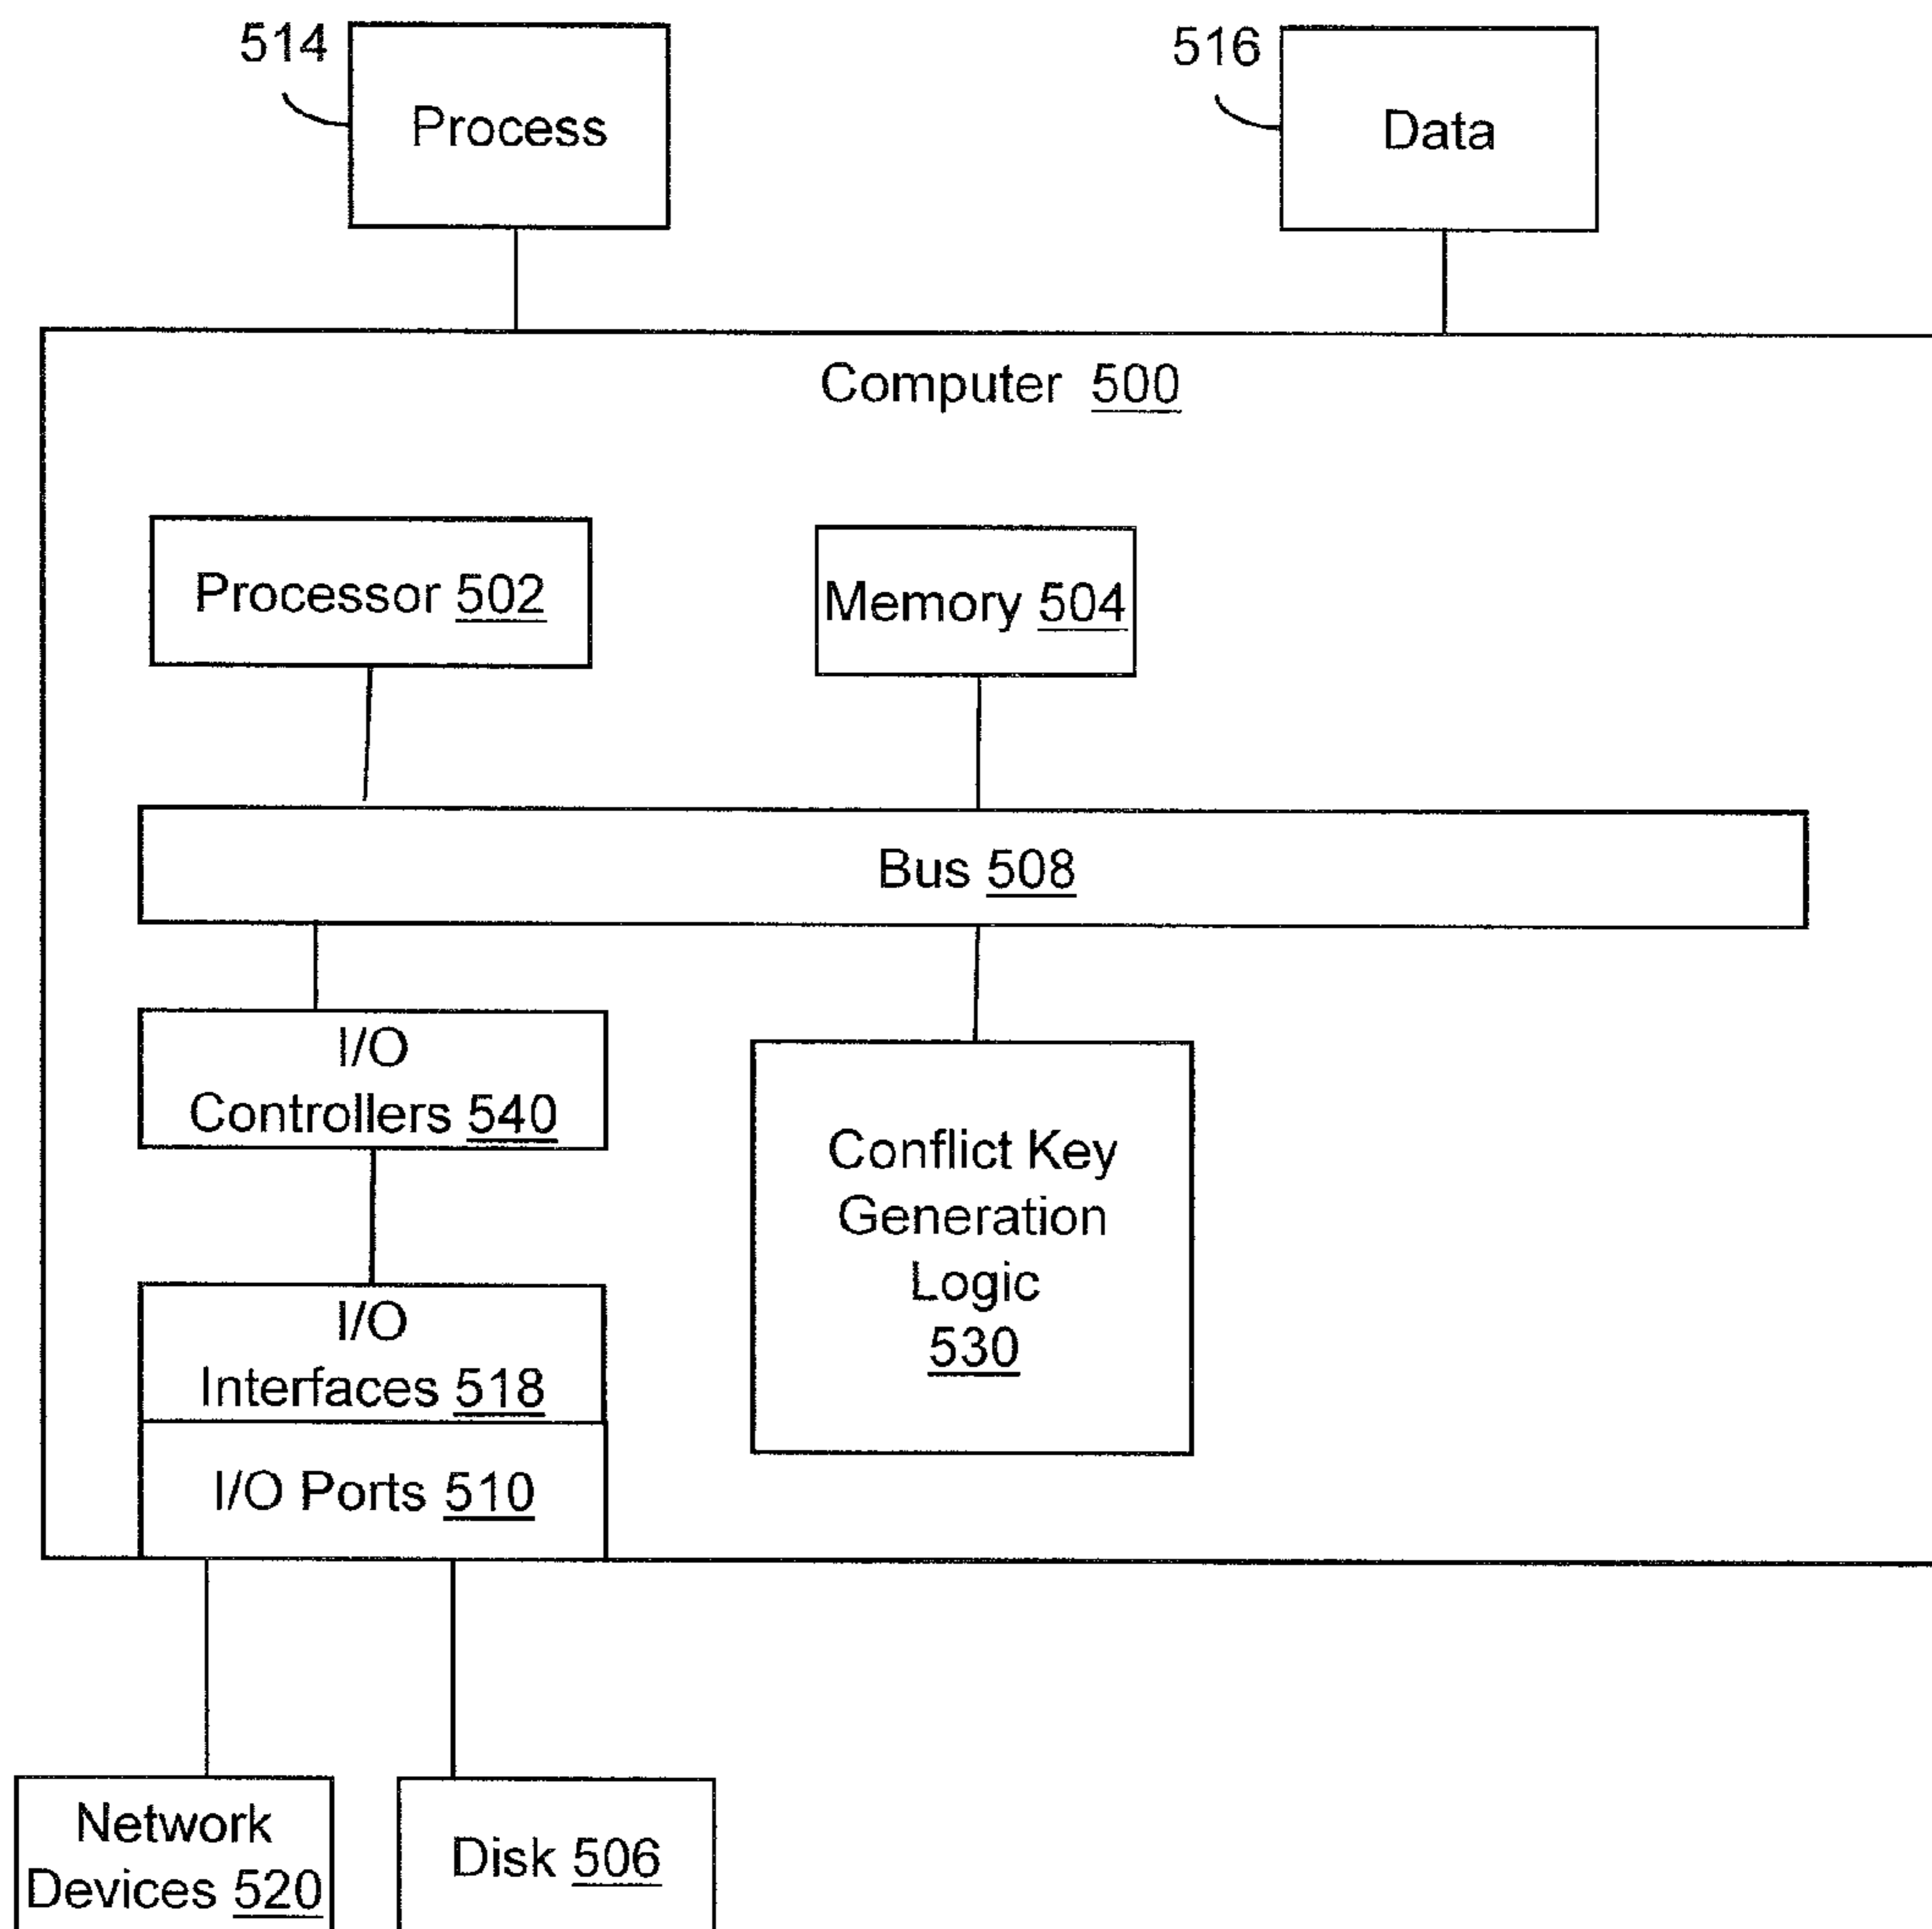 514
Process
516
Data
Computer 500
Processor 502
Memory 504
Bus 508
I/O
Controllers 540
Conflict Key
Generation
Logic
530
I/O
Interfaces 518
I/O Ports 510
Network
Devices 520
Disk 506